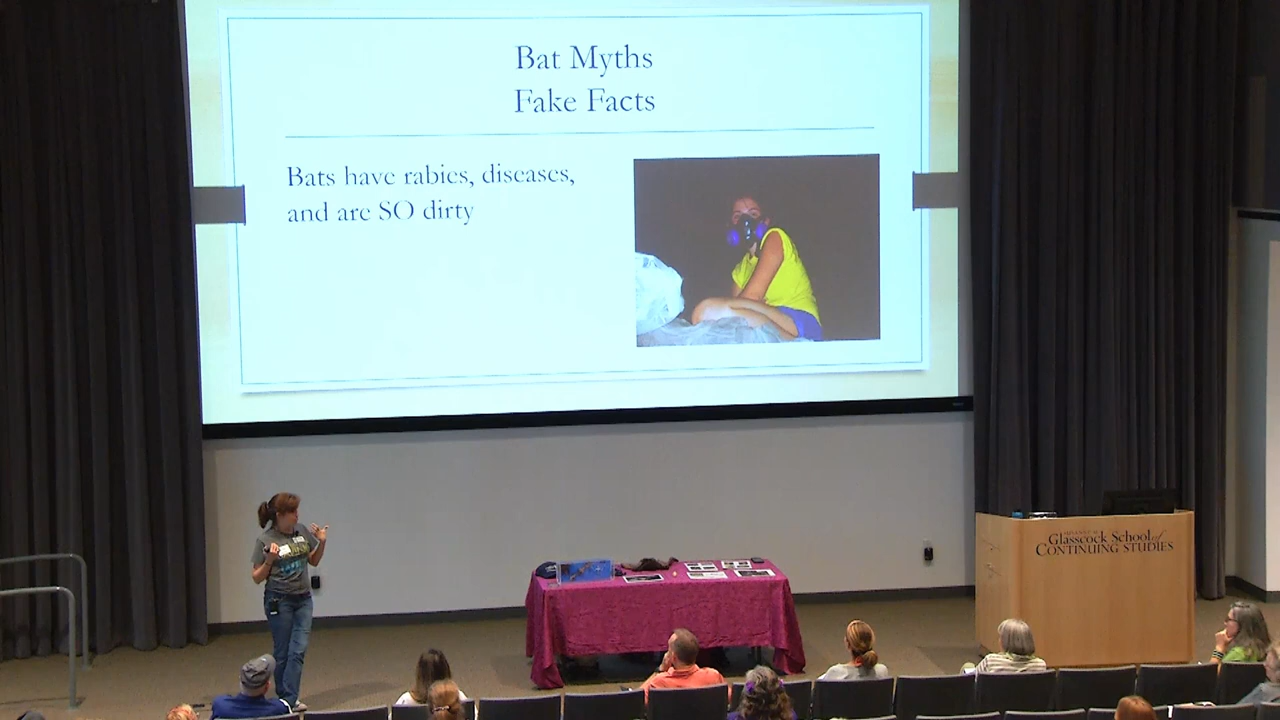 Bat Myths
Fake Facts
Bats have rabies, diseases,
and are SO dirty
Glasscock School of
CONTINUING STUDIES